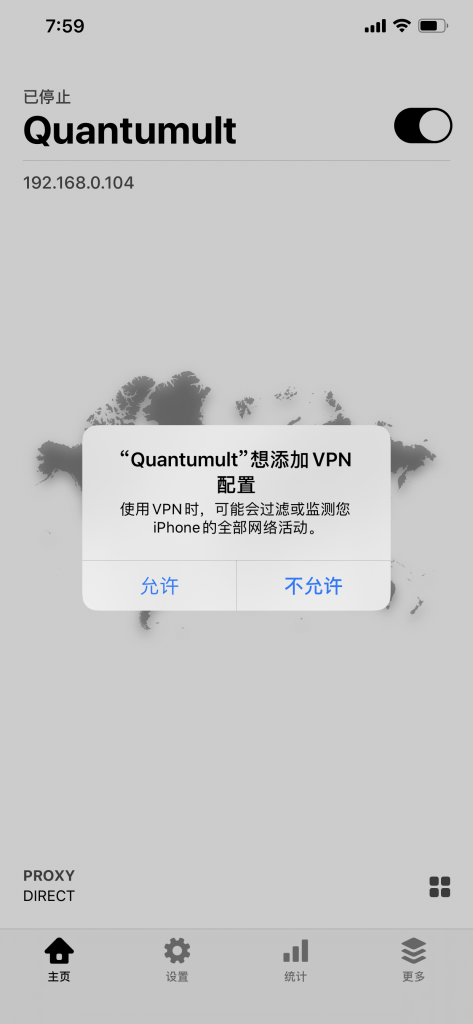 7:59
已停止
Quantumult
192.168.0.104
“Quantumult”想添加 VPN
配置
使用 VPN 时，可能会过滤或监测您
iPhone 的全部网络活动。
允许
不允许
PROXY
DIRECT
主页
设置
统计
更多